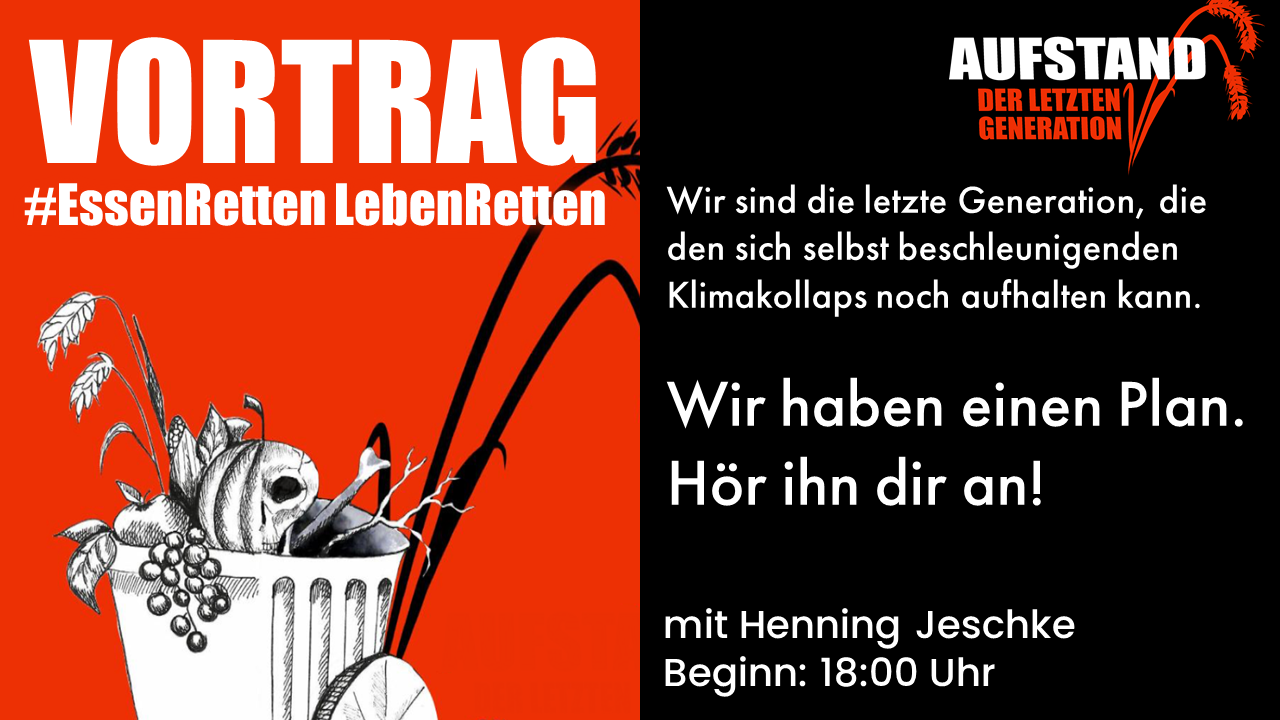 VORTRAG
#EssenRetten LebenRetten
AUFSTAND
DER LETZTEN
GENERATION
Wir sind die letzte Generation, die
den sich selbst beschleunigenden
Klimakollaps noch aufhalten kann.
Wir haben einen Plan.
Hör ihn dir an!
mit Henning Jeschke
Beginn: 18:00 Uhr